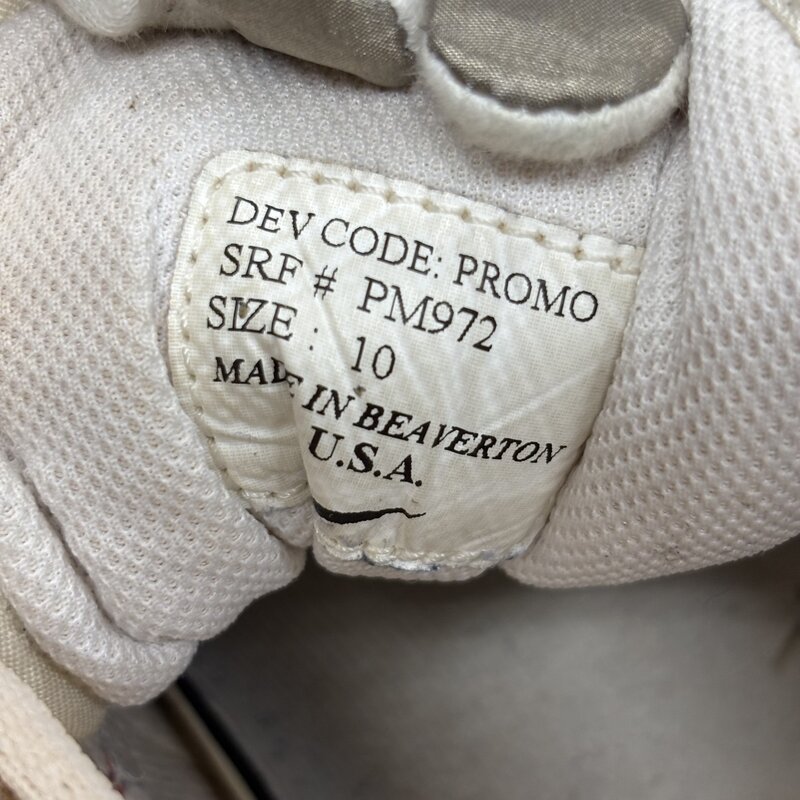 DEV CODE: PROMO
SRF # PM972
SIZE : 10
MADE IN BEAVERTON
U.S.A.